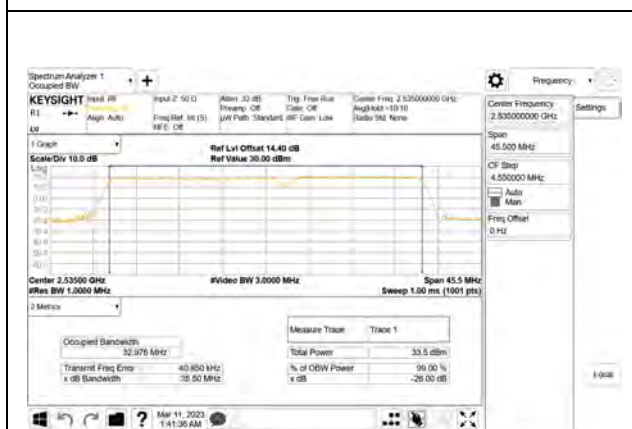 Spectrum Analyzer 1
Occupied BW
+
KEYSIGHT
Input: RF
R1
Align: Auto
Input Z: 50 Ω
Freq Ref: Int (S)
NFE: Off
Atten: 32 dB
Preamp: Off
µW Path: Standard
Trig: Free Run
Gate: Off
#IF Gain: Low
Center Freq: 2.535000000 GHz
Avg|Hold: >10/10
Radio Std: None
1 Graph
Scale/Div 10.0 dB
Log
Ref Lvl Offset 14.40 dB
Ref Value 30.00 dBm
Center 2.53500 GHz
#Res BW 1.0000 MHz
#Video BW 3.0000 MHz
Span 45.5 MHz
Sweep 1.00 ms (1001 pts)
2 Metrics
Measure Trace
Trace 1
Occupied Bandwidth
32.976 MHz
Total Power
33.5 dBm
Transmit Freq Error
40.850 kHz
% of OBW Power
99.00 %
x dB Bandwidth
35.50 MHz
x dB
-26.00 dB
?
Mar 11, 2023
1:41:36 AM
Frequency
Center Frequency
2.535000000 GHz
Settings
Span
45.500 MHz
CF Step
4.550000 MHz
Auto
Man
Freq Offset
0 Hz
Local